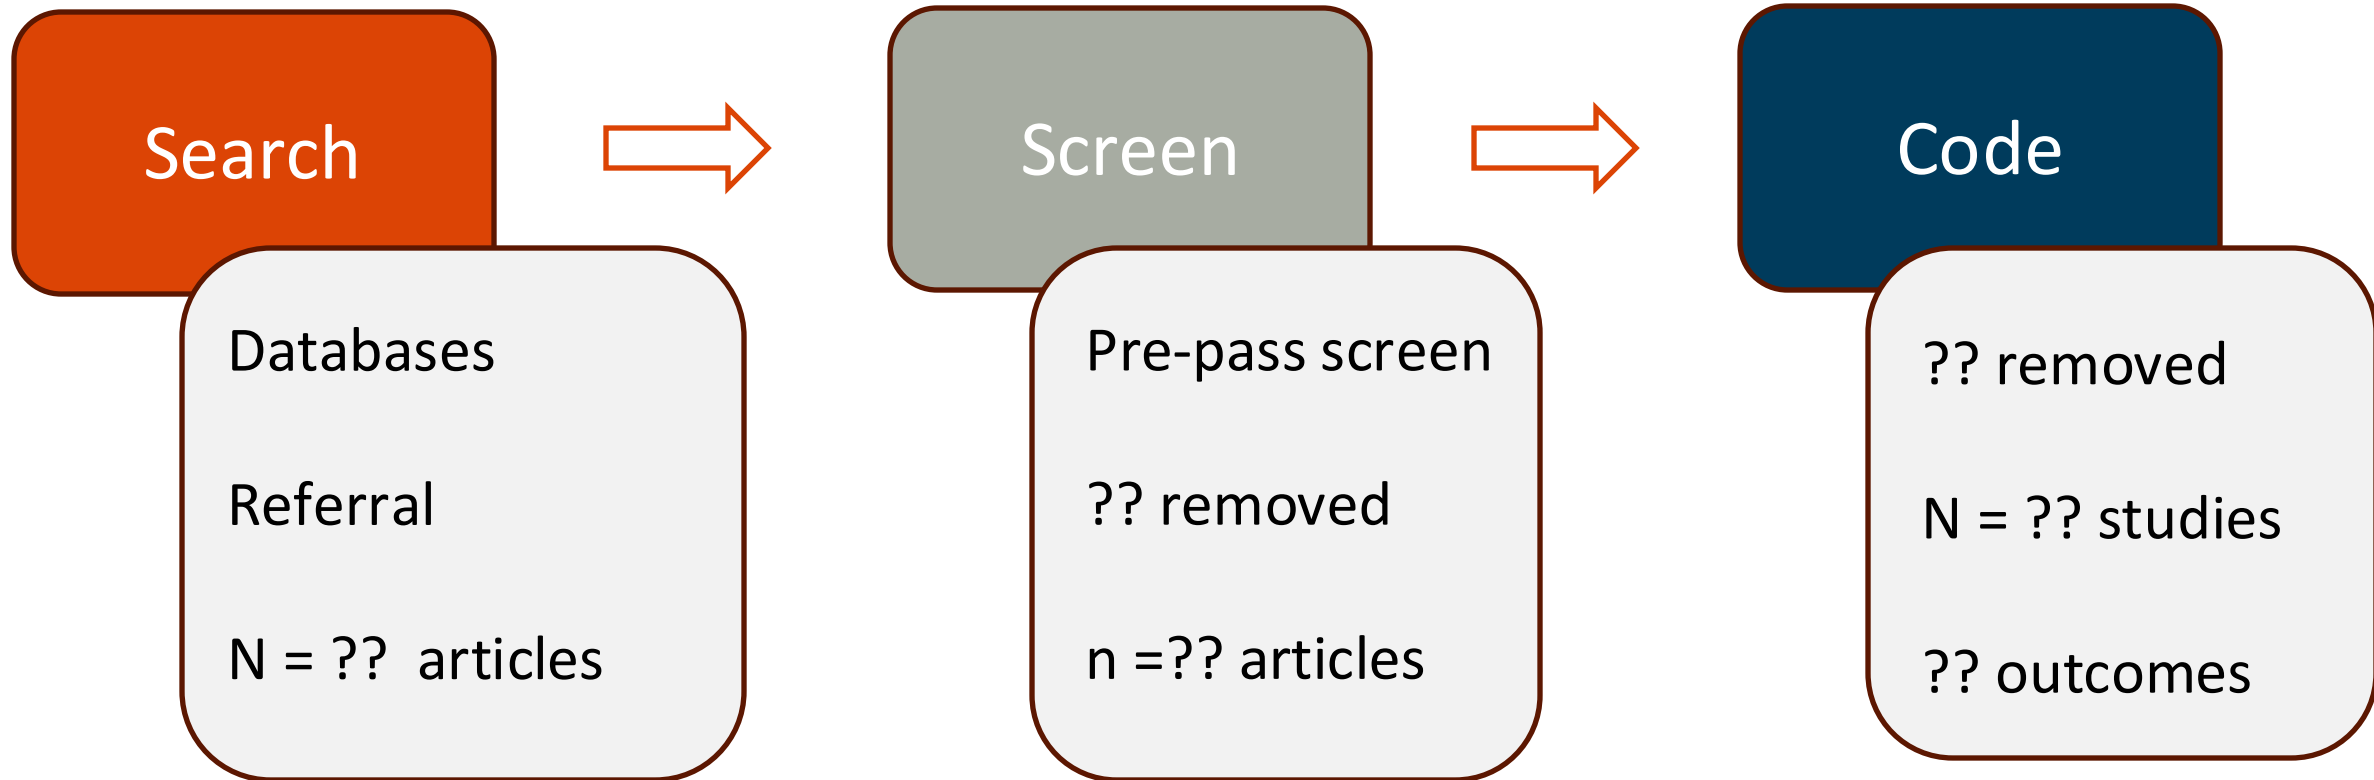 Search
Databases
Referral
N = ??  articles
Screen
Pre-pass screen
?? removed
n =?? articles
Code
?? removed
N = ?? studies
?? outcomes